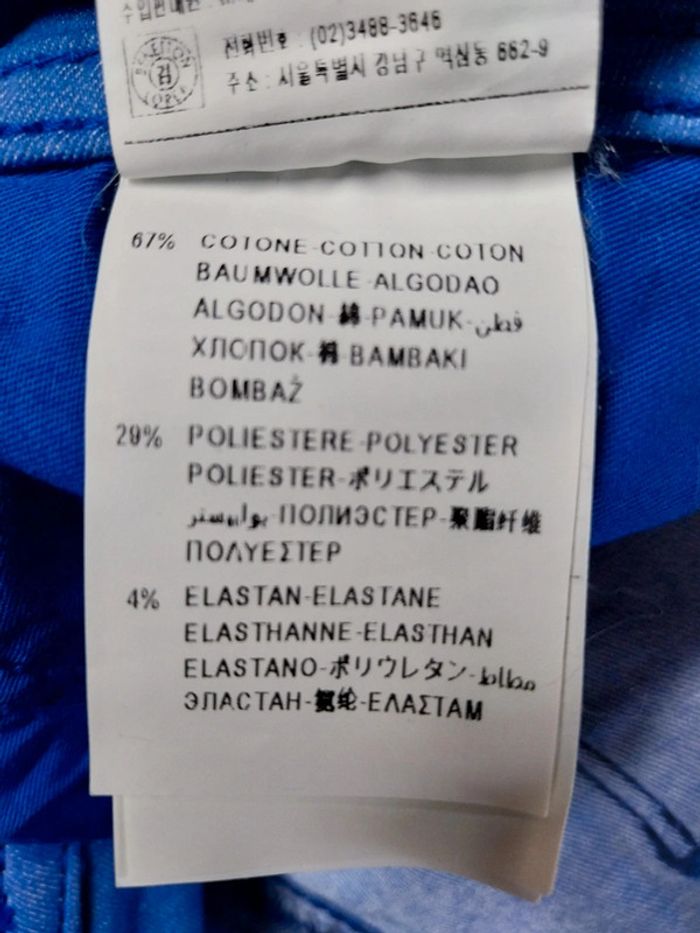 전화번호 : (02)3488-3646
주소 : 서울특별시 강남구 역삼동 662-9
BENETTON
KOREA
67% COTONE-COTTON-COTON
BAUMWOLLE-ALGODAO
ALGODON-綿-PAMUK-قطن
ХЛОПОК-棉-BAMBAKI
BOMBAŽ
29% POLIESTERE-POLYESTER
POLIESTER-ポリエステル
بوليستر-ПОЛИЭСТЕР-聚酯纤维
ΠΟΛΥΕΣΤΕΡ
4% ELASTAN-ELASTANE
ELASTHANNE-ELASTHAN
ELASTANO-ポリウレタン-مطاط
ЭЛАСТАН-氨纶-ΕΛΑΣΤΑΜ